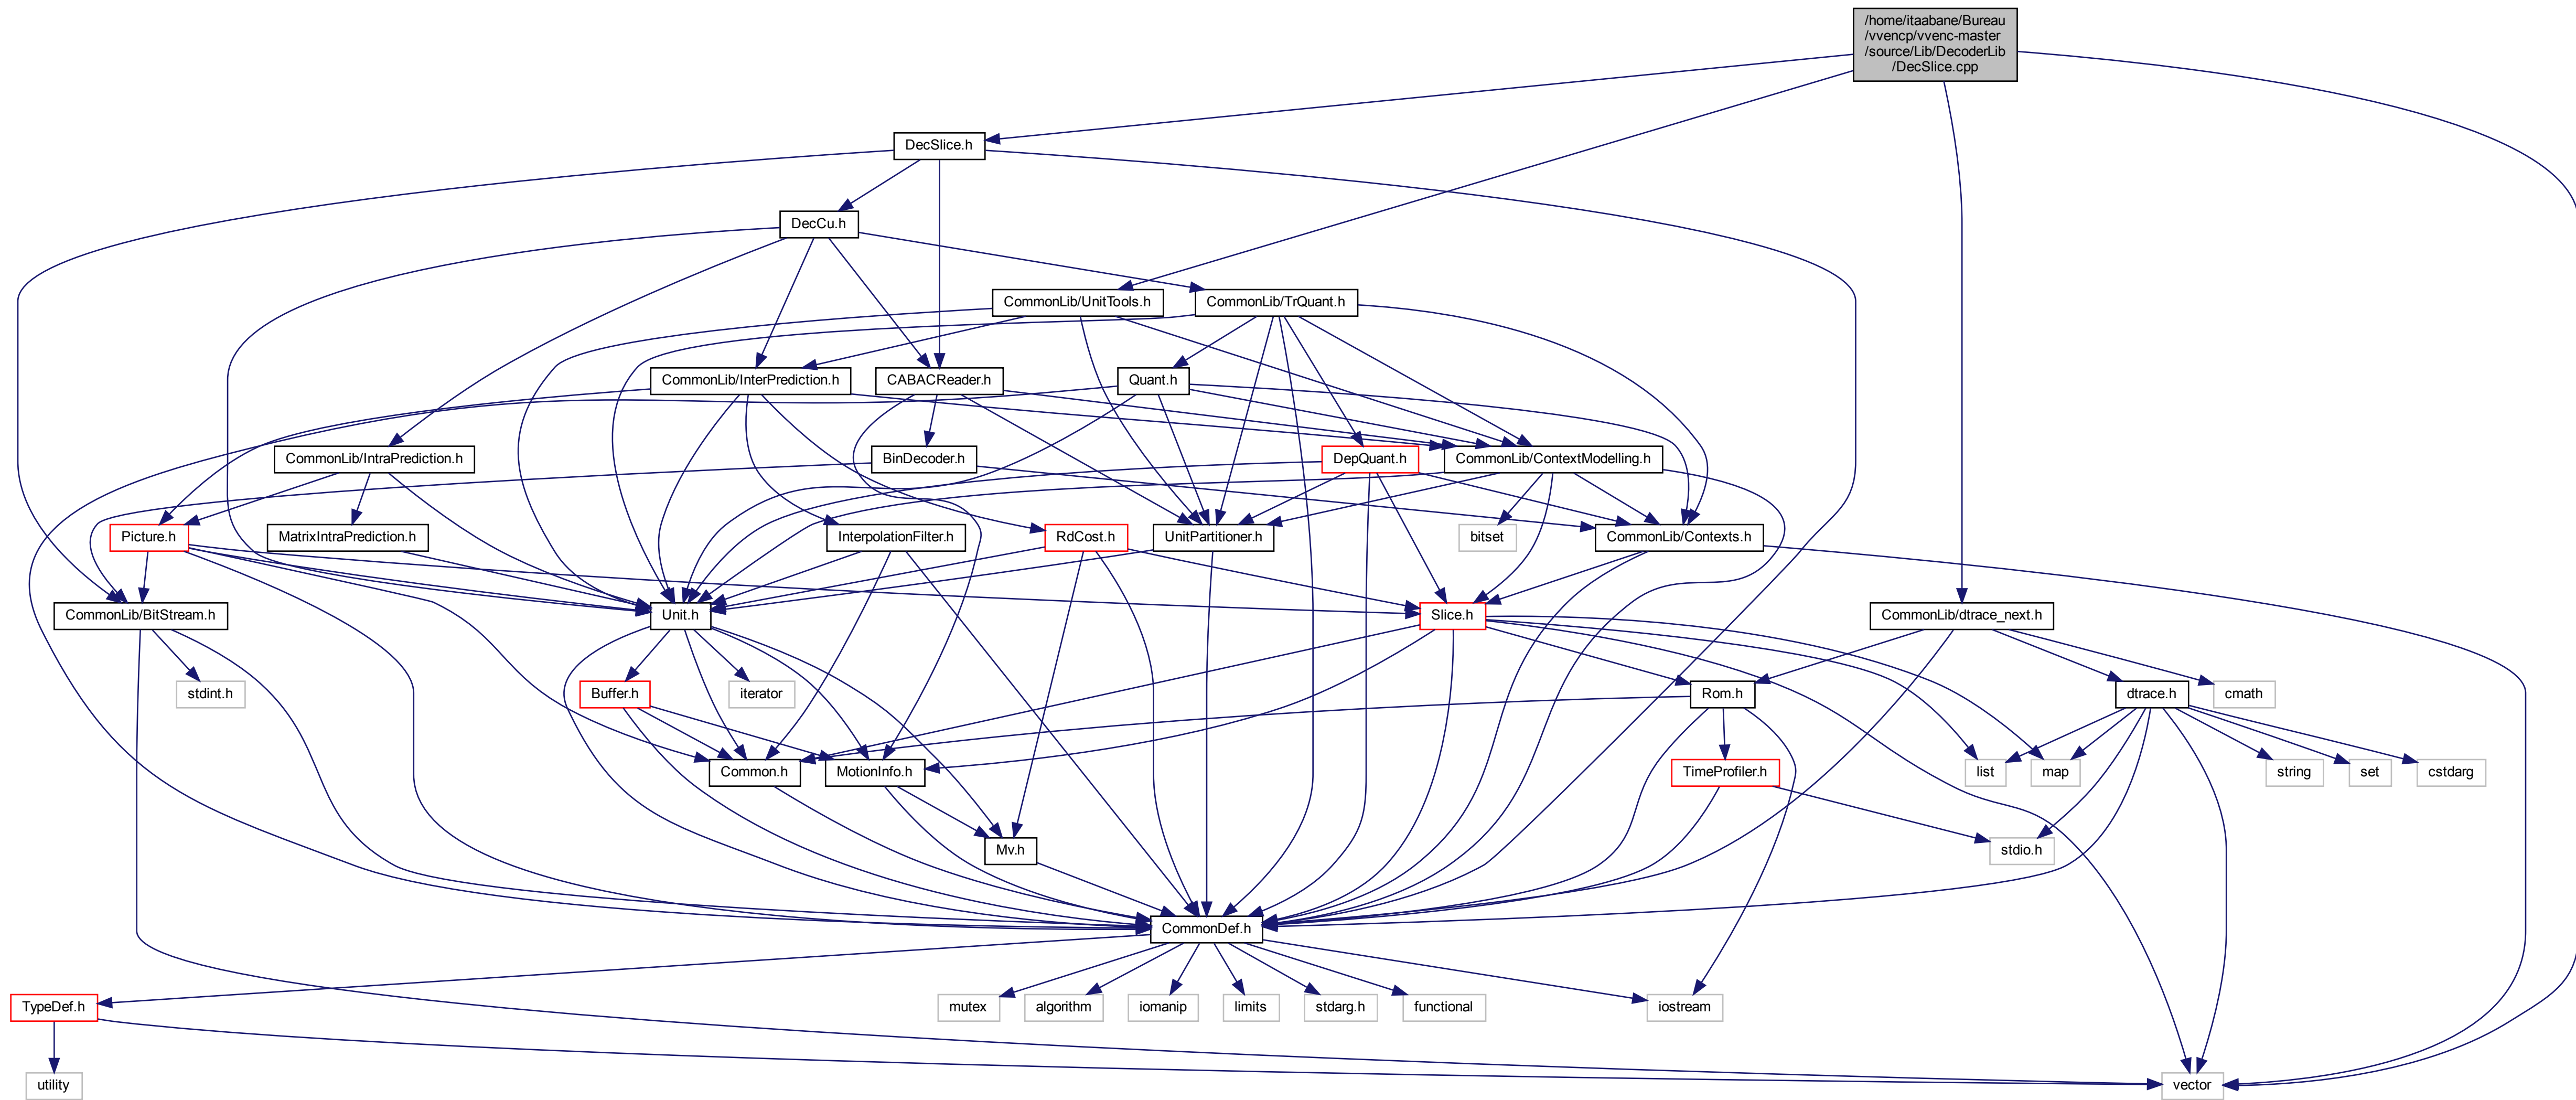 /home/itaabane/Bureau
/vvencp/vvenc-master
/source/Lib/DecoderLib
/DecSlice.cpp
DecSlice.h
DecCu.h
CommonLib/UnitTools.h
CommonLib/TrQuant.h
CommonLib/InterPrediction.h
CABACReader.h
Quant.h
CommonLib/IntraPrediction.h
BinDecoder.h
DepQuant.h
CommonLib/ContextModelling.h
Picture.h
MatrixIntraPrediction.h
InterpolationFilter.h
RdCost.h
UnitPartitioner.h
bitset
CommonLib/Contexts.h
CommonLib/BitStream.h
Unit.h
Slice.h
CommonLib/dtrace_next.h
stdint.h
Buffer.h
iterator
Rom.h
dtrace.h
cmath
Common.h
MotionInfo.h
TimeProfiler.h
list
map
string
set
cstdarg
Mv.h
stdio.h
CommonDef.h
TypeDef.h
mutex
algorithm
iomanip
limits
stdarg.h
functional
iostream
utility
vector